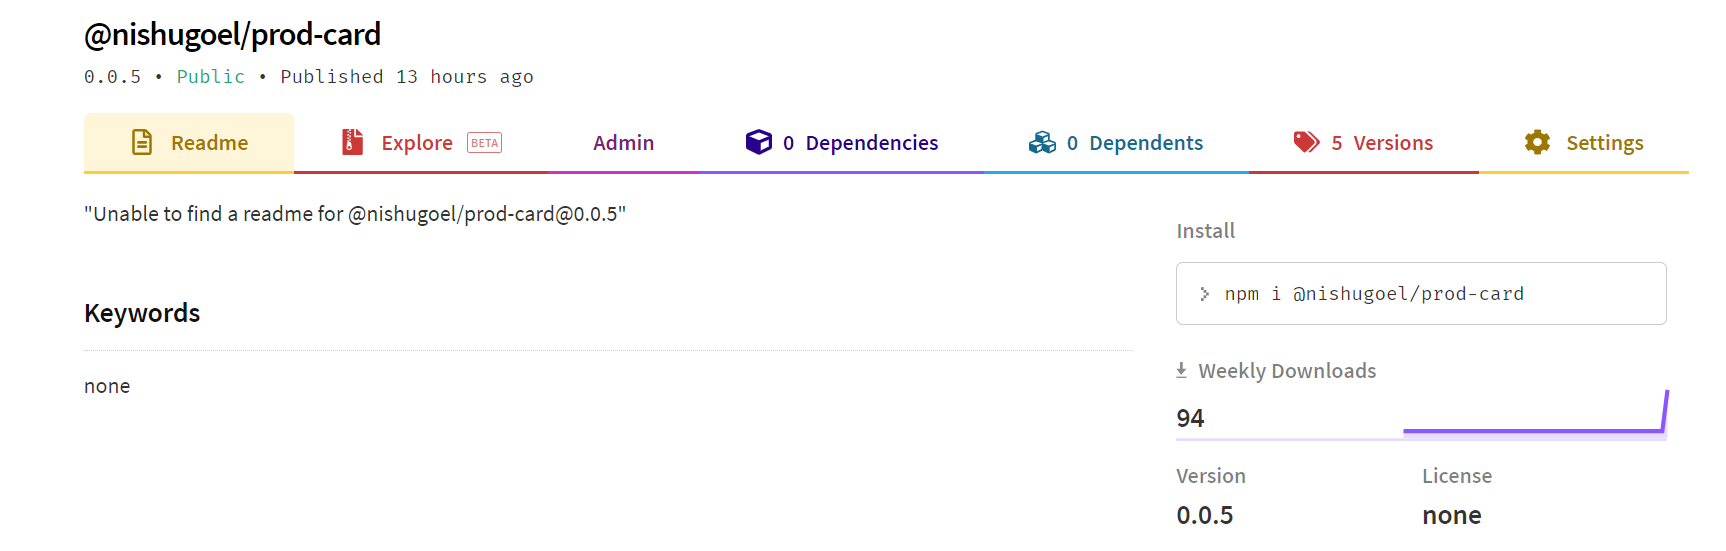 @nishugoel/prod-card
0.0.5 • Public • Published 13 hours ago
Readme
Explore BETA
Admin
0 Dependencies
0 Dependents
5 Versions
Settings
"Unable to find a readme for @nishugoel/prod-card@0.0.5"
Keywords
none
Install
> npm i @nishugoel/prod-card
Weekly Downloads
94
Version
0.0.5
License
none